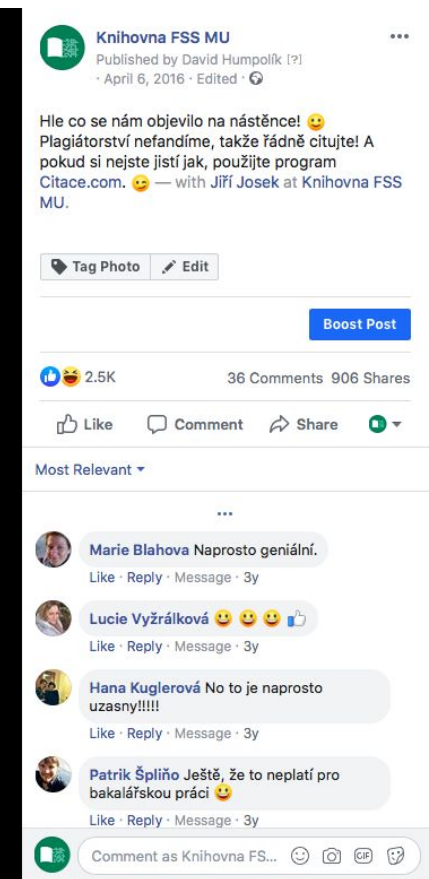 Knihovna FSS MU
Published by David Humpolík [?]
· April 6, 2016 · Edited ·
Hle co se nám objevilo na nástěnce! 😀
Plagiátorství nefandíme, takže řádně citujte! A
pokud si nejste jistí jak, použijte program
Citace.com. 😉 — with Jiří Josek at Knihovna FSS
MU.
Tag Photo Edit
Boost Post
2.5K 36 Comments 906 Shares
Like Comment Share
Most Relevant
Marie Blahova Naprosto geniální.
Like · Reply · Message · 3y
Lucie Vyžrálková 😀 😀 😀 👍
Like · Reply · Message · 3y
Hana Kuglerová No to je naprosto
uzasny!!!!!
Like · Reply · Message · 3y
Patrik Špliňo Ještě, že to neplatí pro
bakalářskou práci 😀
Like · Reply · Message · 3y
Comment as Knihovna FS... GIF